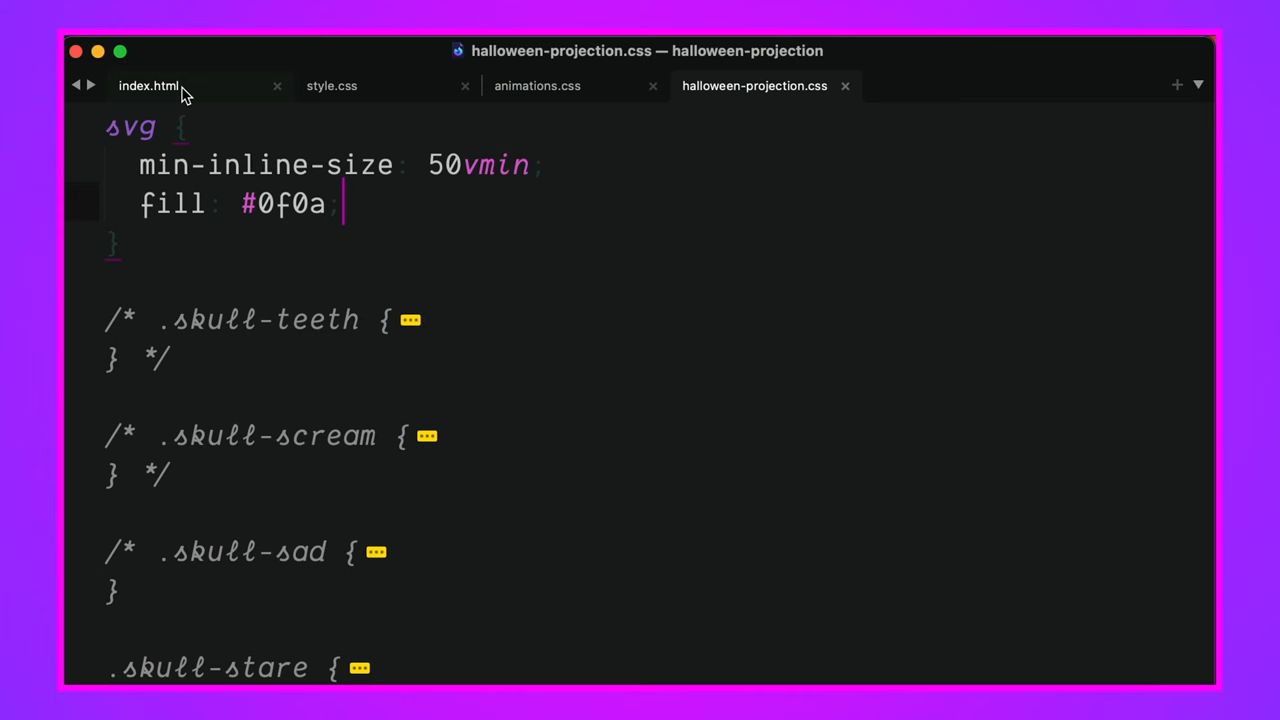 halloween-projection.css — halloween-projection
index.html
style.css
animations.css
halloween-projection.css
svg {
min-inline-size: 50vmin;
fill: #0f0a;
}
/* .skull-teeth {
} */
/* .skull-scream {
} */
/* .skull-sad {
}
.skull-stare {